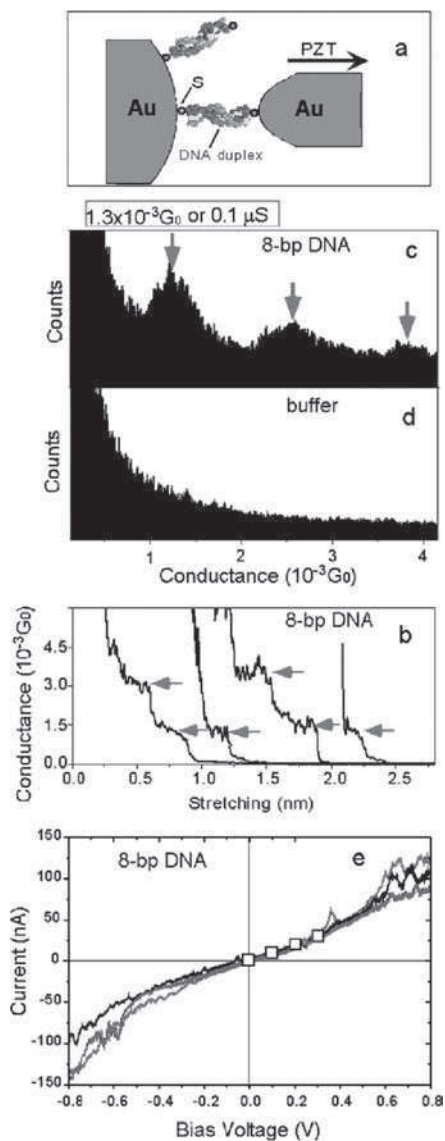 a
PZT
S
Au
Au
DNA duplex
1.3x10⁻³G₀ or 0.1 µS
8-bp DNA
c
Counts
buffer
d
Counts
1 2 3 4
Conductance (10⁻³G₀)
8-bp DNA
b
Conductance (10⁻³G₀)
4.5
3.0
1.5
0.0
0.0 0.5 1.0 1.5 2.0 2.5
Stretching (nm)
8-bp DNA
e
Current (nA)
150
100
50
0
-50
-100
-150
-0.8 -0.6 -0.4 -0.2 0.0 0.2 0.4 0.6 0.8
Bias Voltage (V)